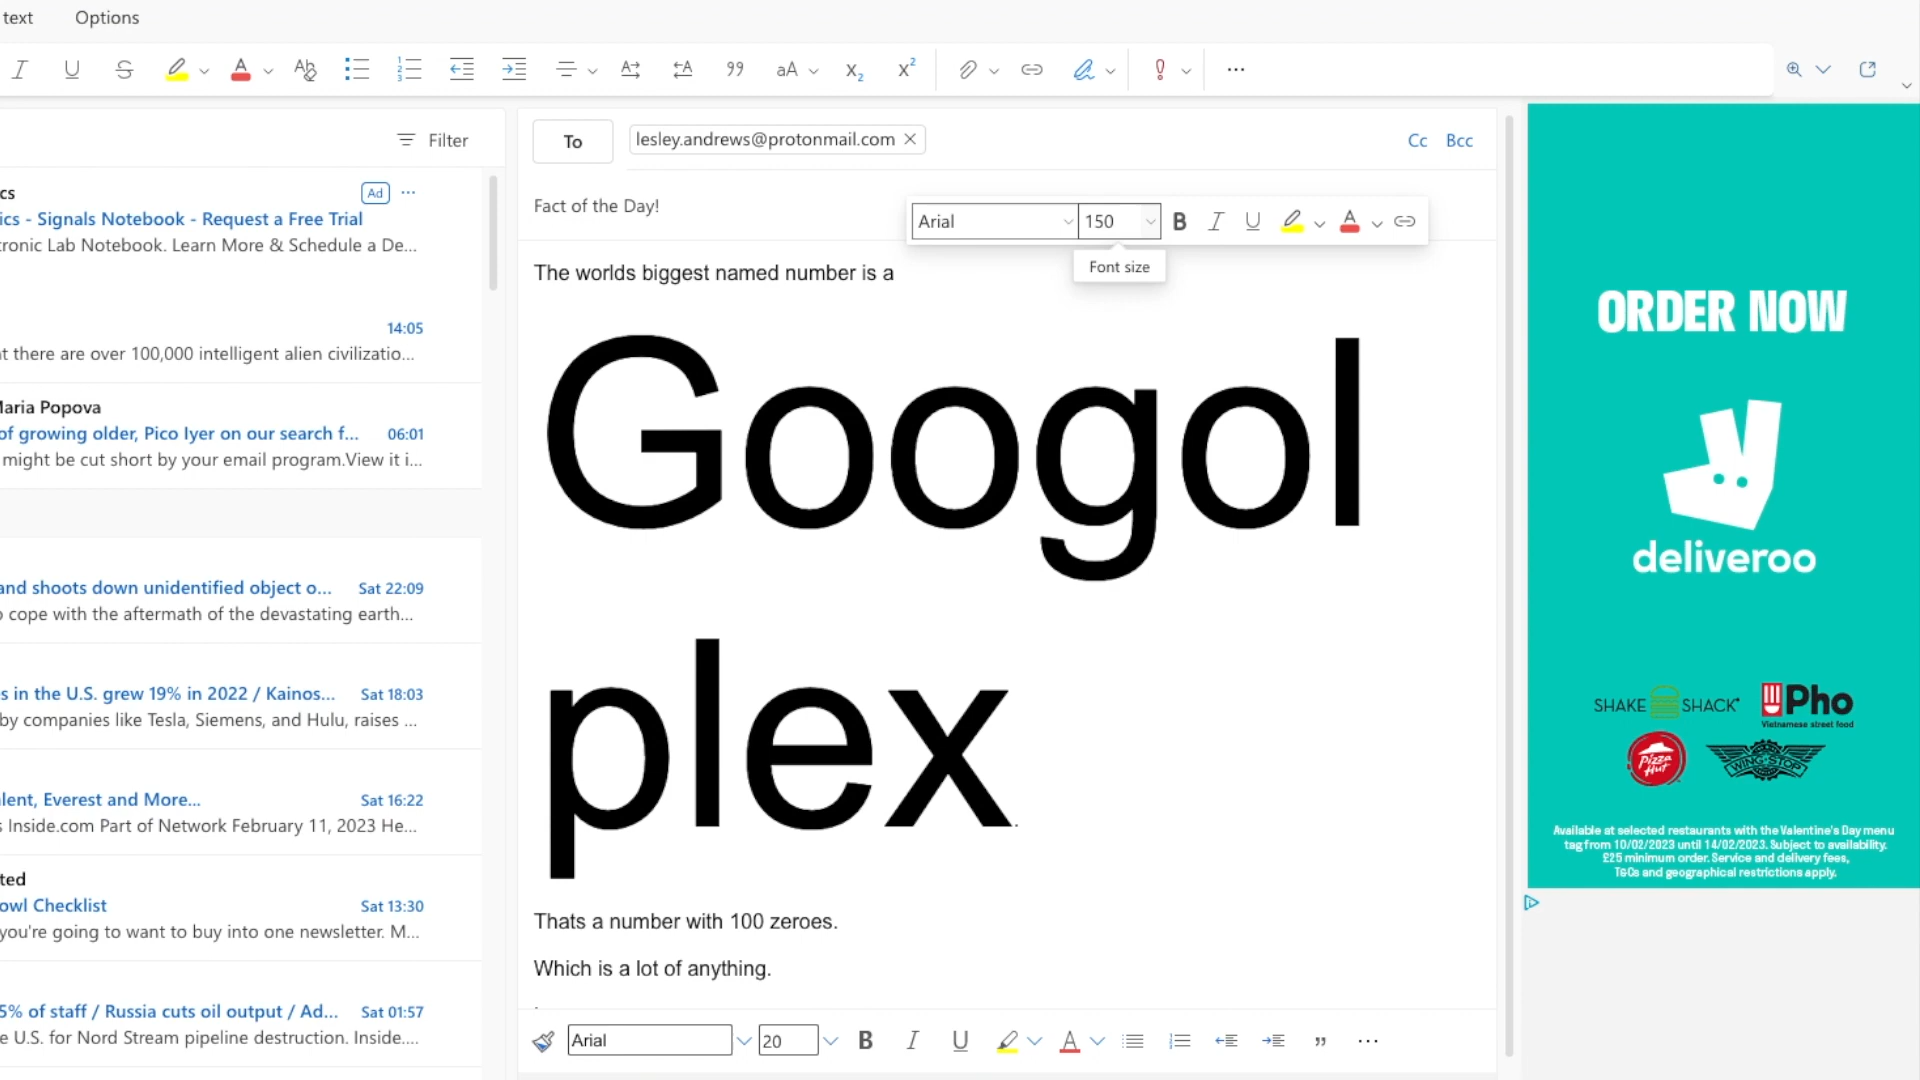 text Options
aA X2 X2
Filter
To lesley.andrews@protonmail.com Cc Bcc
cs Ad
ics - Signals Notebook - Request a Free Trial
tronic Lab Notebook. Learn More & Schedule a De...
Fact of the Day!
Arial 150 B I U A
Font size
The worlds biggest named number is a
Googol
plex.
Thats a number with 100 zeroes.
Which is a lot of anything.
14:05
t there are over 100,000 intelligent alien civilizatio...
Maria Popova
of growing older, Pico Iyer on our search f... 06:01
might be cut short by your email program.View it i...
and shoots down unidentified object o... Sat 22:09
o cope with the aftermath of the devastating earth...
s in the U.S. grew 19% in 2022 / Kainos... Sat 18:03
by companies like Tesla, Siemens, and Hulu, raises ...
lent, Everest and More... Sat 16:22
s Inside.com Part of Network February 11, 2023 He...
ted
owl Checklist Sat 13:30
you're going to want to buy into one newsletter. M...
5% of staff / Russia cuts oil output / Ad... Sat 01:57
e U.S. for Nord Stream pipeline destruction. Inside....
Arial 20 B I U A
ORDER NOW
deliveroo
SHAKE SHACK
Pho
Vietnamese street food
Pizza Hut
WING-STOP
Available at selected restaurants with the Valentine's Day menu
tag from 10/02/2023 until 14/02/2023. Subject to availability.
£25 minimum order. Service and delivery fees,
T&Cs and geographical restrictions apply.